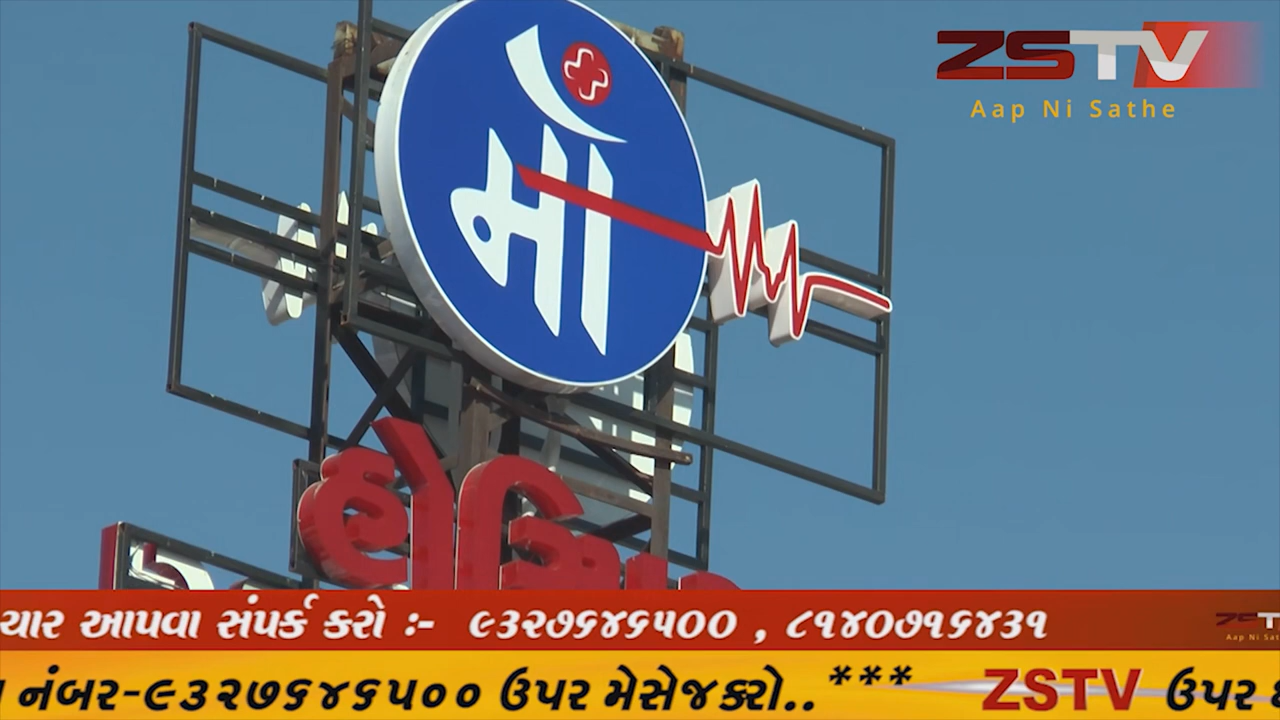 ZSTV
Aap Ni Sathe
માઁ
હોસ્પિ
ચાર આપવા સંપર્ક કરો :- ૯૩૨૭૬૪૬૫૦૦ , ૮૧૪૦૭૧૬૪૩૧
નંબર-૯૩૨૭૬૪૬૫૦૦ ઉપર મેસેજ કરો.. *** ZSTV ઉપર